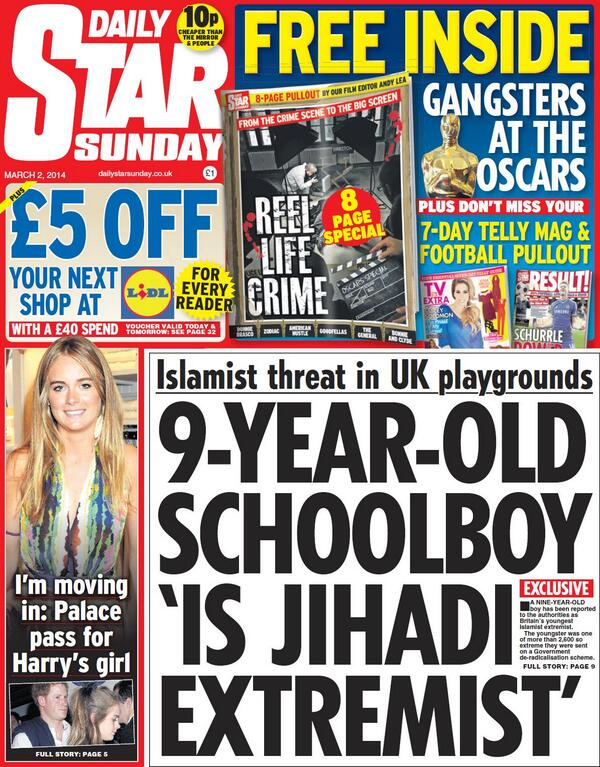 DAILY
STAR
SUNDAY
10p
CHEAPER THAN
THE MIRROR
& PEOPLE
MARCH 2, 2014
dailystarsunday.co.uk
£1
FREE INSIDE
STAR
8-PAGE PULLOUT BY OUR FILM EDITOR ANDY LEA
FROM THE CRIME SCENE TO THE BIG SCREEN
REEL
LIFE
CRIME
8
PAGE
SPECIAL
OSCARS SPECIAL
DONNIE
BRASCO
ZODIAC
AMERICAN
HUSTLE
GOODFELLAS
THE
GENERAL
BONNIE
AND CLYDE
GANGSTERS
AT THE
OSCARS
PLUS DON'T MISS YOUR
7-DAY TELLY MAG &
FOOTBALL PULLOUT
TV
EXTRA
RESULT!
SCHURRLE
POWER
PLUS
£5 OFF
YOUR NEXT
SHOP AT
LIDL
FOR
EVERY
READER
WITH A £40 SPEND
VOUCHER VALID TODAY &
TOMORROW: SEE PAGE 32
I'm moving
in: Palace
pass for
Harry's girl
FULL STORY: PAGE 5
Islamist threat in UK playgrounds
9-YEAR-OLD
SCHOOLBOY
'IS JIHADI
EXTREMIST'
EXCLUSIVE
A NINE-YEAR-OLD
boy has been reported
to the authorities as
Britain's youngest
Islamist extremist.
The youngster was one
of more than 2,600 so
extreme they were sent
on a Government
de-radicalisation scheme.
FULL STORY: PAGE 9